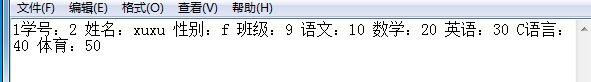 文件(F) 编辑(E) 格式(O) 查看(V) 帮助(H)
1学号: 2 姓名: xuxu 性别: f 班级: 9 语文: 10 数学: 20 英语: 30 C语言:
40 体育: 50